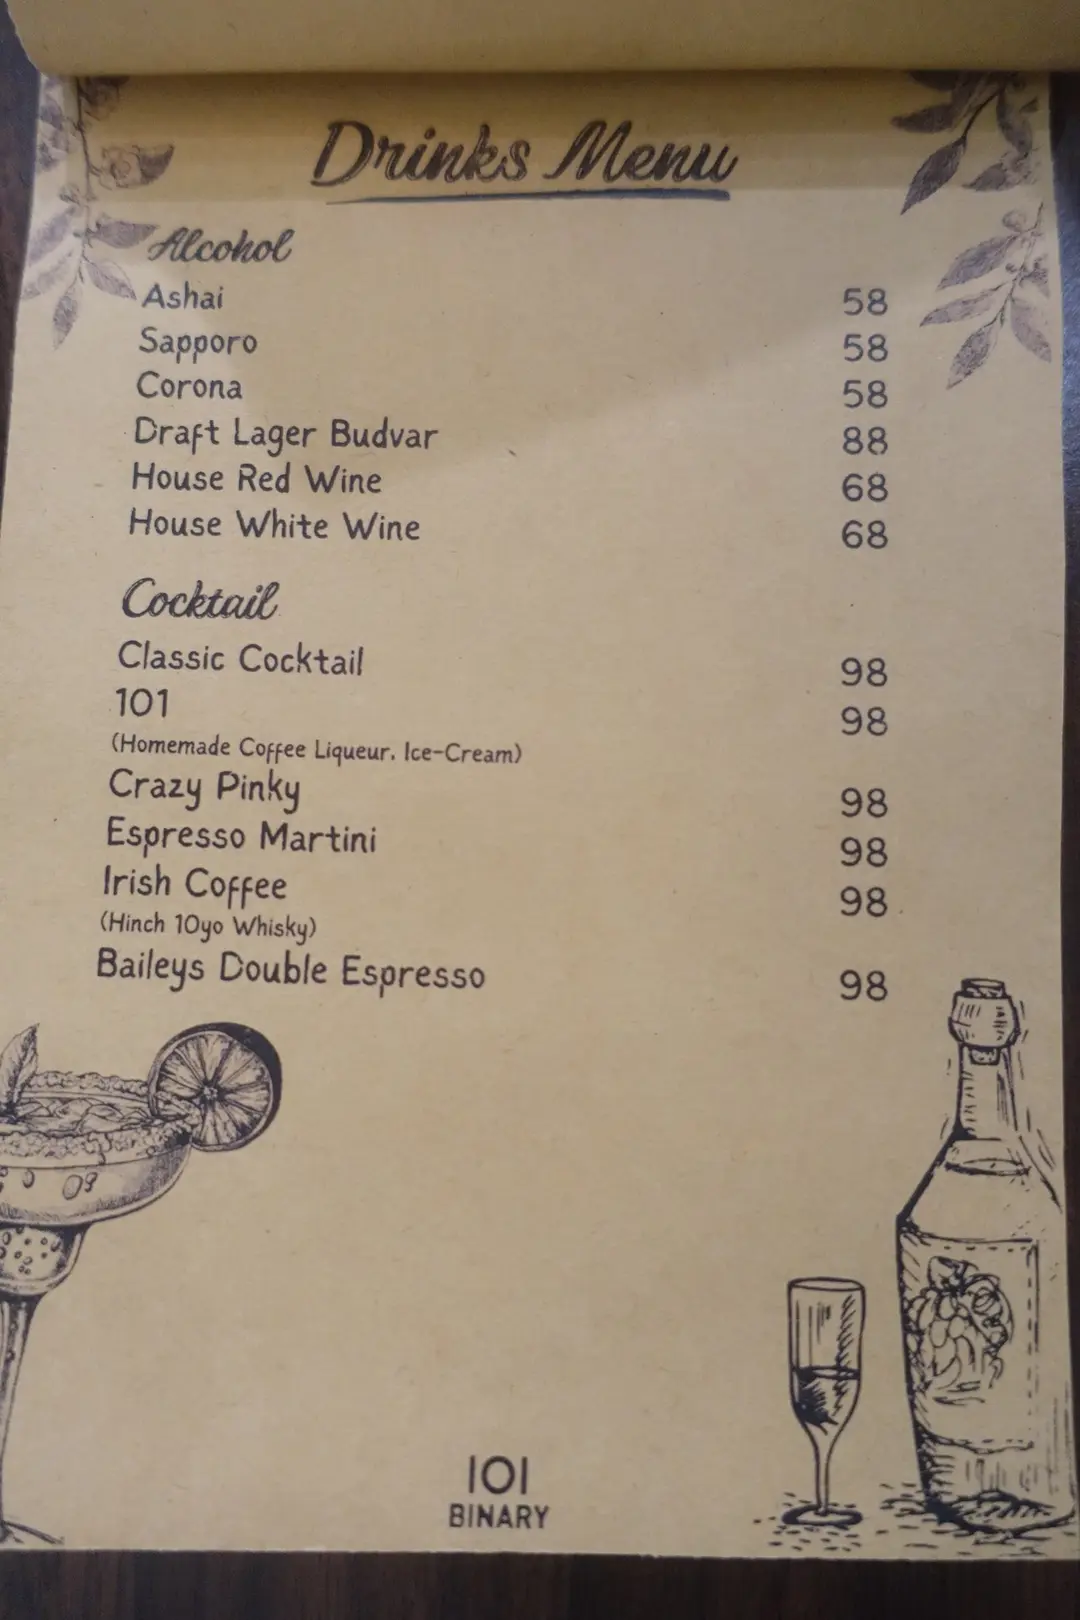 Drinks Menu
Alcohol
Ashai 58
Sapporo 58
Corona 58
Draft Lager Budvar 88
House Red Wine 68
House White Wine 68
Cocktail
Classic Cocktail 98
101 98
(Homemade Coffee Liqueur, Ice-Cream)
Crazy Pinky 98
Espresso Martini 98
Irish Coffee 98
(Hinch 10yo Whisky)
Baileys Double Espresso 98
101
BINARY